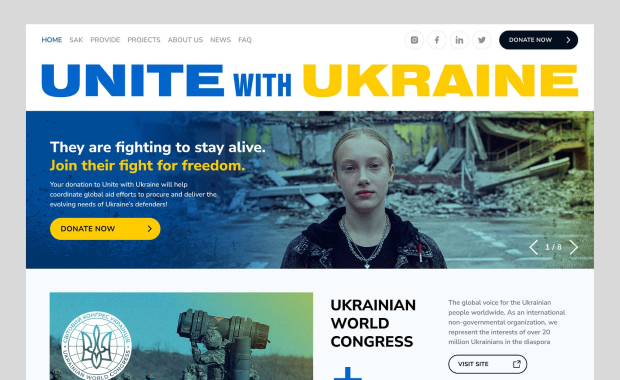 HOME SAK PROVIDE PROJECTS ABOUT US NEWS FAQ
DONATE NOW
UNITE WITH UKRAINE
They are fighting to stay alive.
Join their fight for freedom.
Your donation to Unite with Ukraine will help
coordinate global aid efforts to procure and deliver the
evolving needs of Ukraine's defenders!
DONATE NOW
1 / 8
СВІТОВИЙ КОНГРЕС УКРАЇНЦІВ
UKRAINIAN WORLD CONGRESS
UKRAINIAN
WORLD
CONGRESS
The global voice for the Ukrainian
people worldwide. As an international
non-governmental organization, we
represent the interests of over 20
million Ukrainians in the diaspora
VISIT SITE